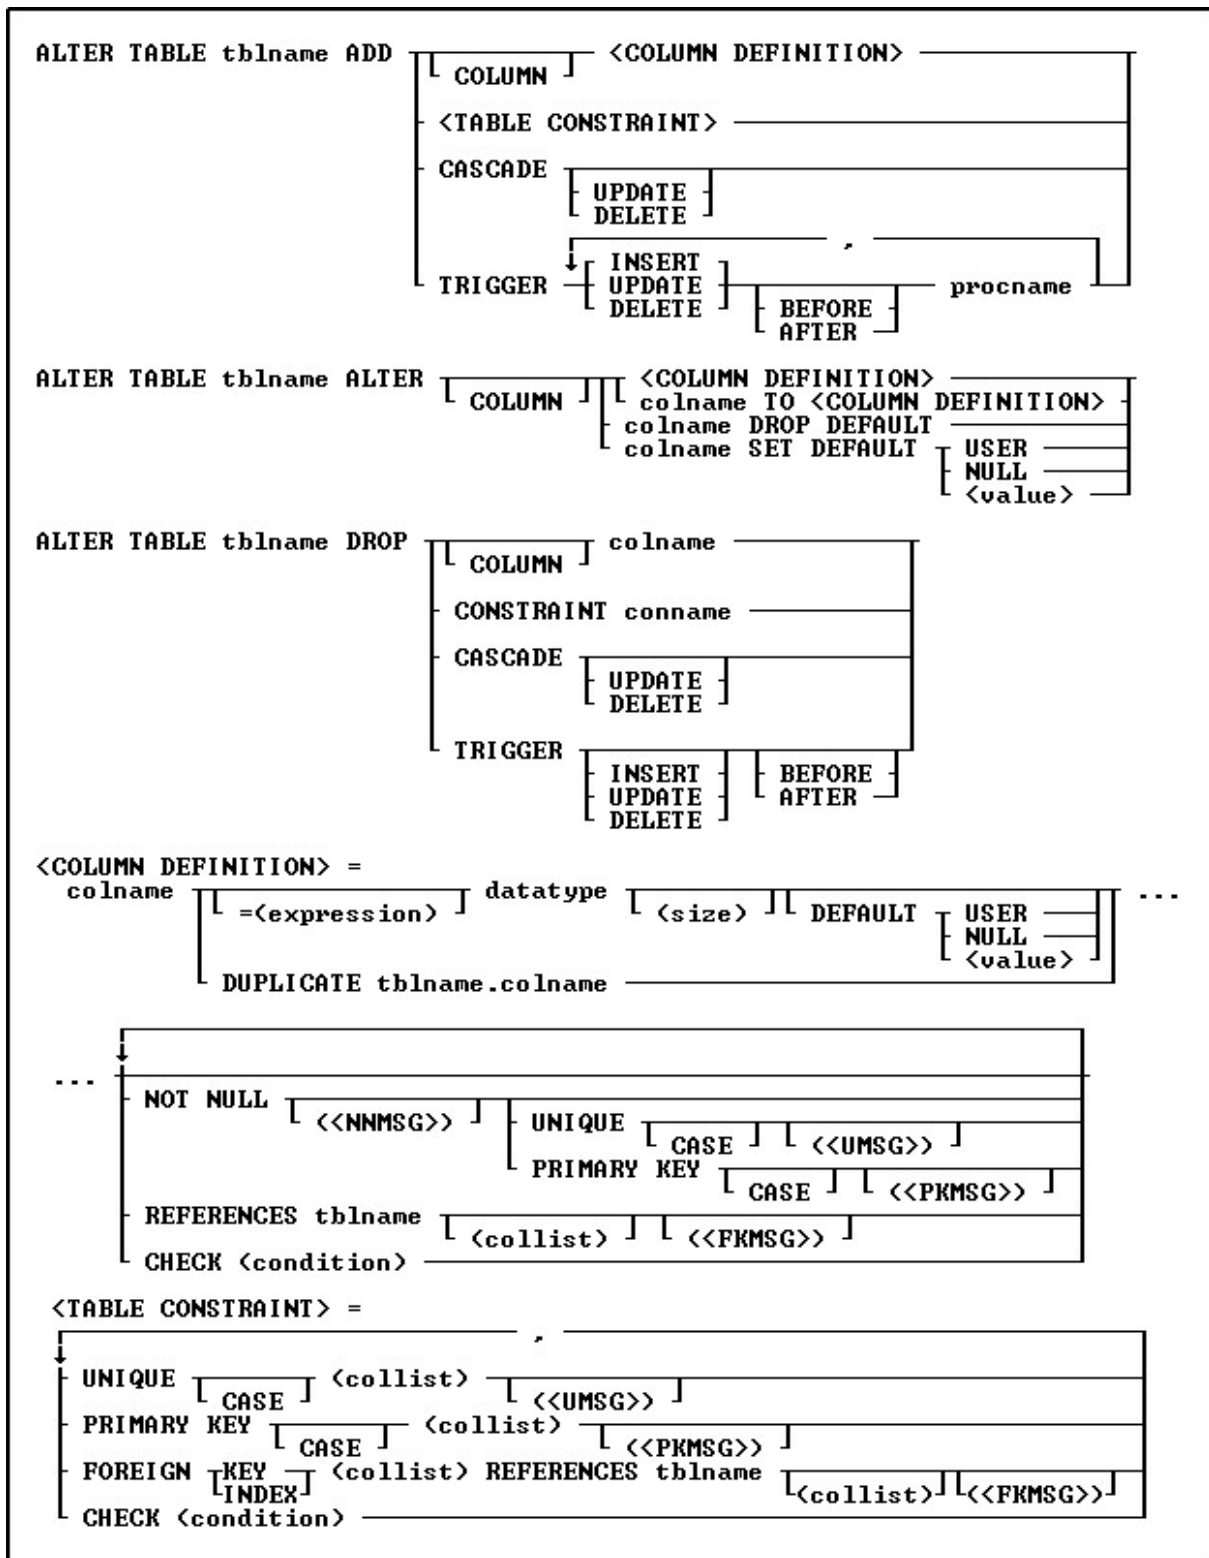 ALTER TABLE tblname ADD <COLUMN DEFINITION>
COLUMN
<TABLE CONSTRAINT>
CASCADE
UPDATE
DELETE
,
INSERT
TRIGGER UPDATE procname
DELETE BEFORE
AFTER
ALTER TABLE tblname ALTER <COLUMN DEFINITION>
COLUMN colname TO <COLUMN DEFINITION>
colname DROP DEFAULT
colname SET DEFAULT USER
NULL
<value>
ALTER TABLE tblname DROP colname
COLUMN
CONSTRAINT conname
CASCADE
UPDATE
DELETE
TRIGGER
INSERT BEFORE
UPDATE AFTER
DELETE
<COLUMN DEFINITION> =
colname datatype ...
=(expression) (size) DEFAULT USER
NULL
<value>
DUPLICATE tblname.colname
...
NOT NULL
(<NNMSG>) UNIQUE
CASE (<UMSG>)
PRIMARY KEY
CASE (<PKMSG>)
REFERENCES tblname
(collist) (<FKMSG>)
CHECK (condition)
<TABLE CONSTRAINT> =
,
UNIQUE (collist)
CASE (<UMSG>)
PRIMARY KEY (collist)
CASE (<PKMSG>)
FOREIGN KEY (collist) REFERENCES tblname
INDEX (collist) (<FKMSG>)
CHECK (condition)